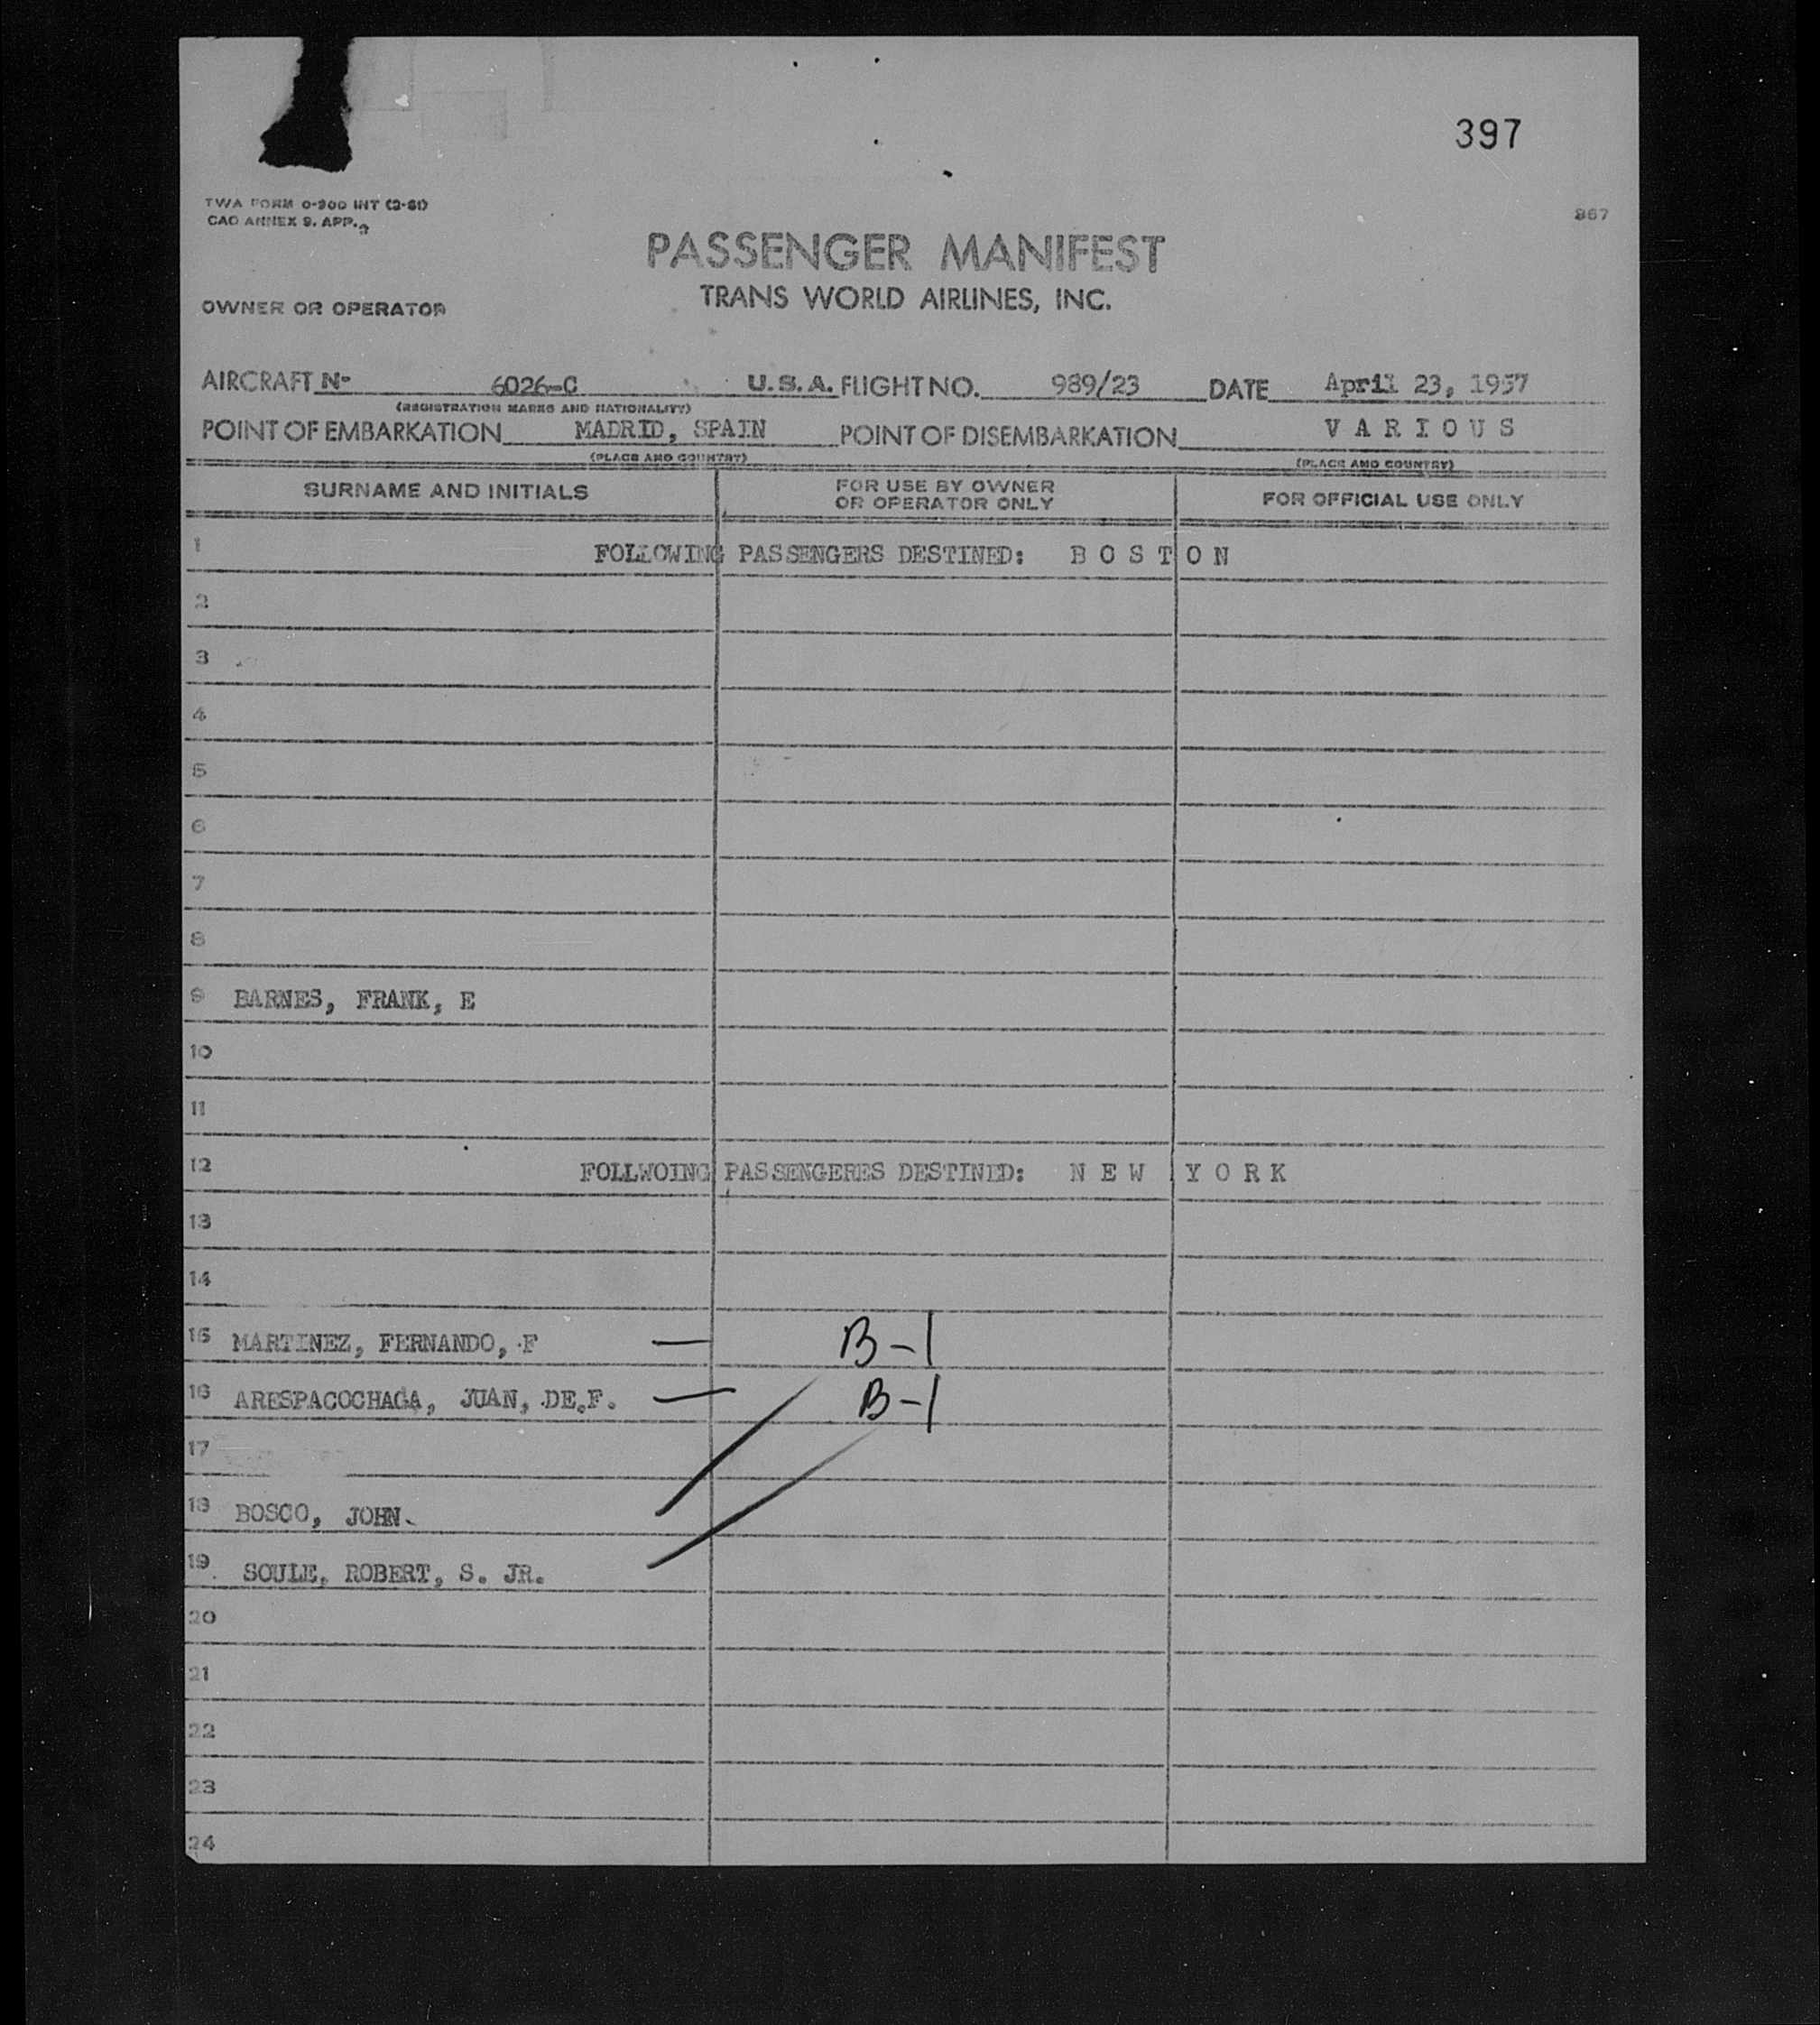 397
TWA FORM 0-900 INT (3-51)
CAO ANNEX 9. APP. 3
867
PASSENGER MANIFEST
TRANS WORLD AIRLINES, INC.
OWNER OR OPERATOR
AIRCRAFT N- 6026-C U.S.A. FLIGHT NO. 989/23 DATE April 23, 1957
(REGISTRATION MARKS AND NATIONALITY)
POINT OF EMBARKATION MADRID, SPAIN POINT OF DISEMBARKATION V A R I O U S
(PLACE AND COUNTRY) (PLACE AND COUNTRY)
SURNAME AND INITIALS FOR USE BY OWNER OR OPERATOR ONLY FOR OFFICIAL USE ONLY
1 FOLLOWING PASSENGERS DESTINED: B O S T O N
2
3
4
5
6
7
8
9 BARNES, FRANK, E
10
11
12 FOLLWOING PASSENGERES DESTINED: N E W Y O R K
13
14
15 MARTINEZ, FERNANDO, F — B-1
16 ARESPACOCHAGA, JUAN, DE.F. — B-1
17
18 BOSCO, JOHN.
19 SOULE, ROBERT, S. JR.
20
21
22
23
24